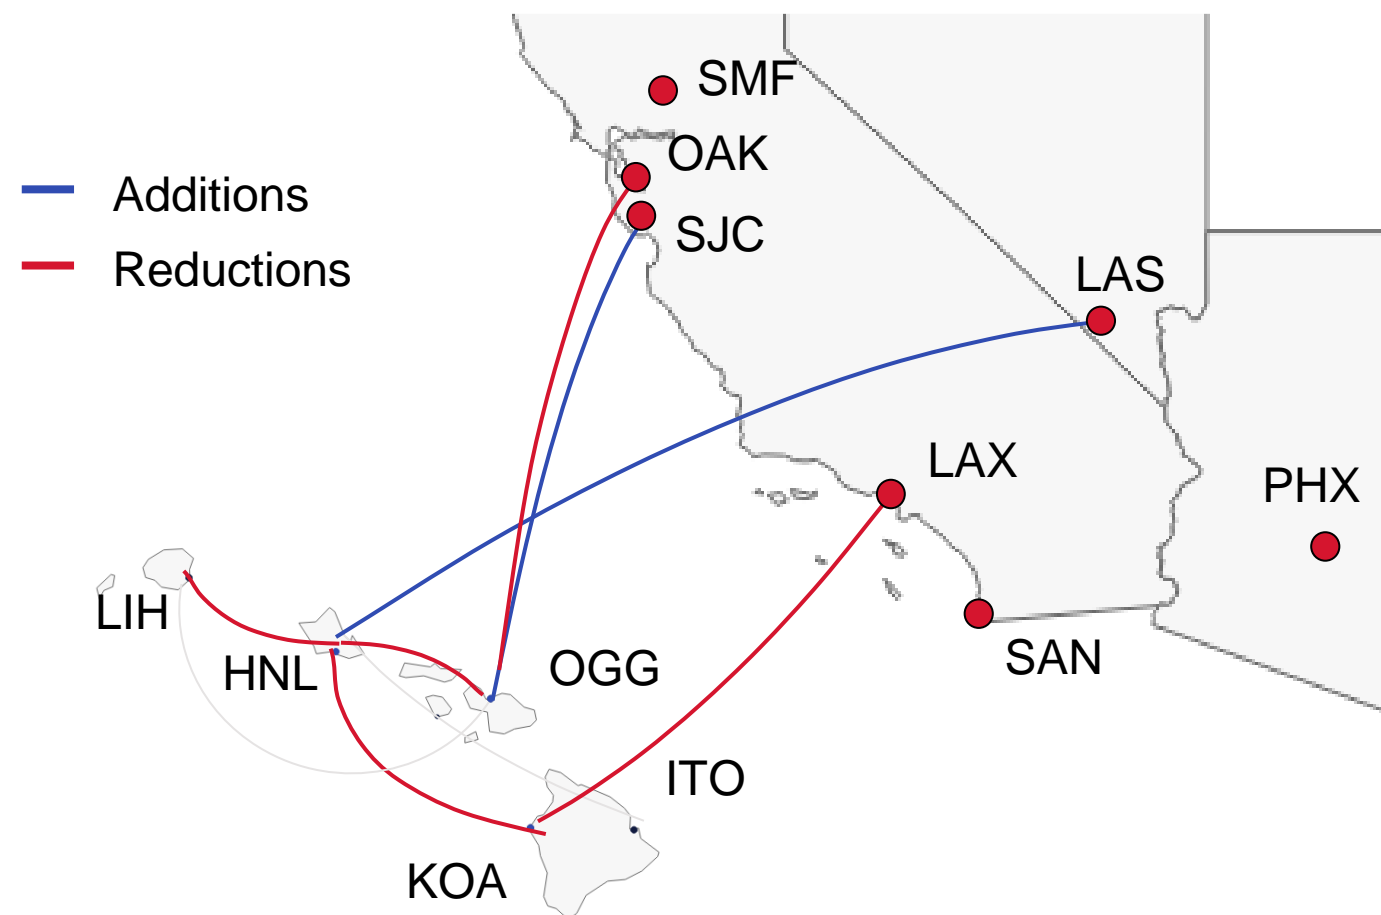 SMF
OAK
Additions
SJC
Reductions
LAS
LAX
PHX
LIH
HNL
OGG
SAN
ITO
KOA